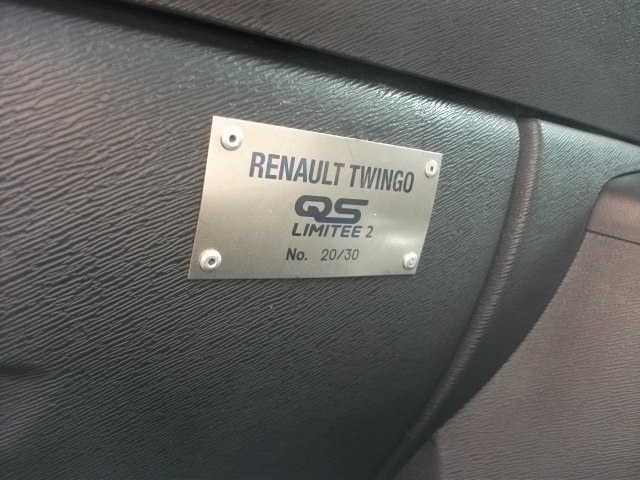 RENAULT TWINGO
QS
LIMITEE 2
No. 20/30